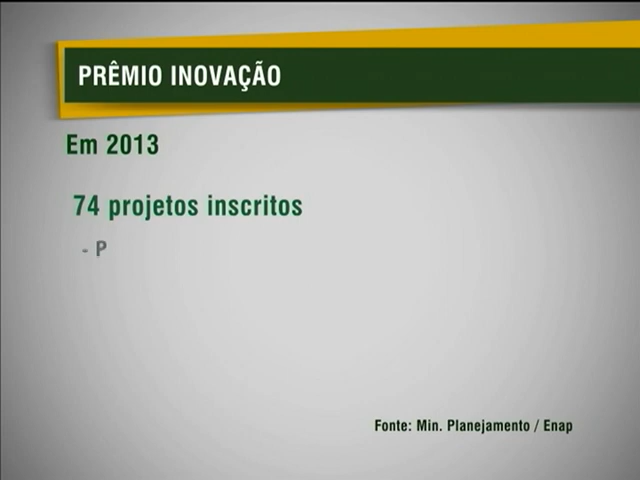 PRÊMIO INOVAÇÃO
Em 2013
74 projetos inscritos
- P
Fonte: Min. Planejamento / Enap